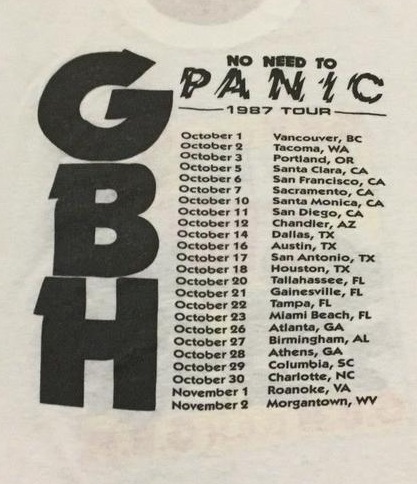 GBH
NO NEED TO
PANIC
1987 TOUR
October 1 Vancouver, BC
October 2 Tacoma, WA
October 3 Portland, OR
October 5 Santa Clara, CA
October 6 San Francisco, CA
October 7 Sacramento, CA
October 10 Santa Monica, CA
October 11 San Diego, CA
October 12 Chandler, AZ
October 14 Dallas, TX
October 16 Austin, TX
October 17 San Antonio, TX
October 18 Houston, TX
October 20 Tallahassee, FL
October 21 Gainesville, FL
October 22 Tampa, FL
October 23 Miami Beach, FL
October 26 Atlanta, GA
October 27 Birmingham, AL
October 28 Athens, GA
October 29 Columbia, SC
October 30 Charlotte, NC
November 1 Roanoke, VA
November 2 Morgantown, WV